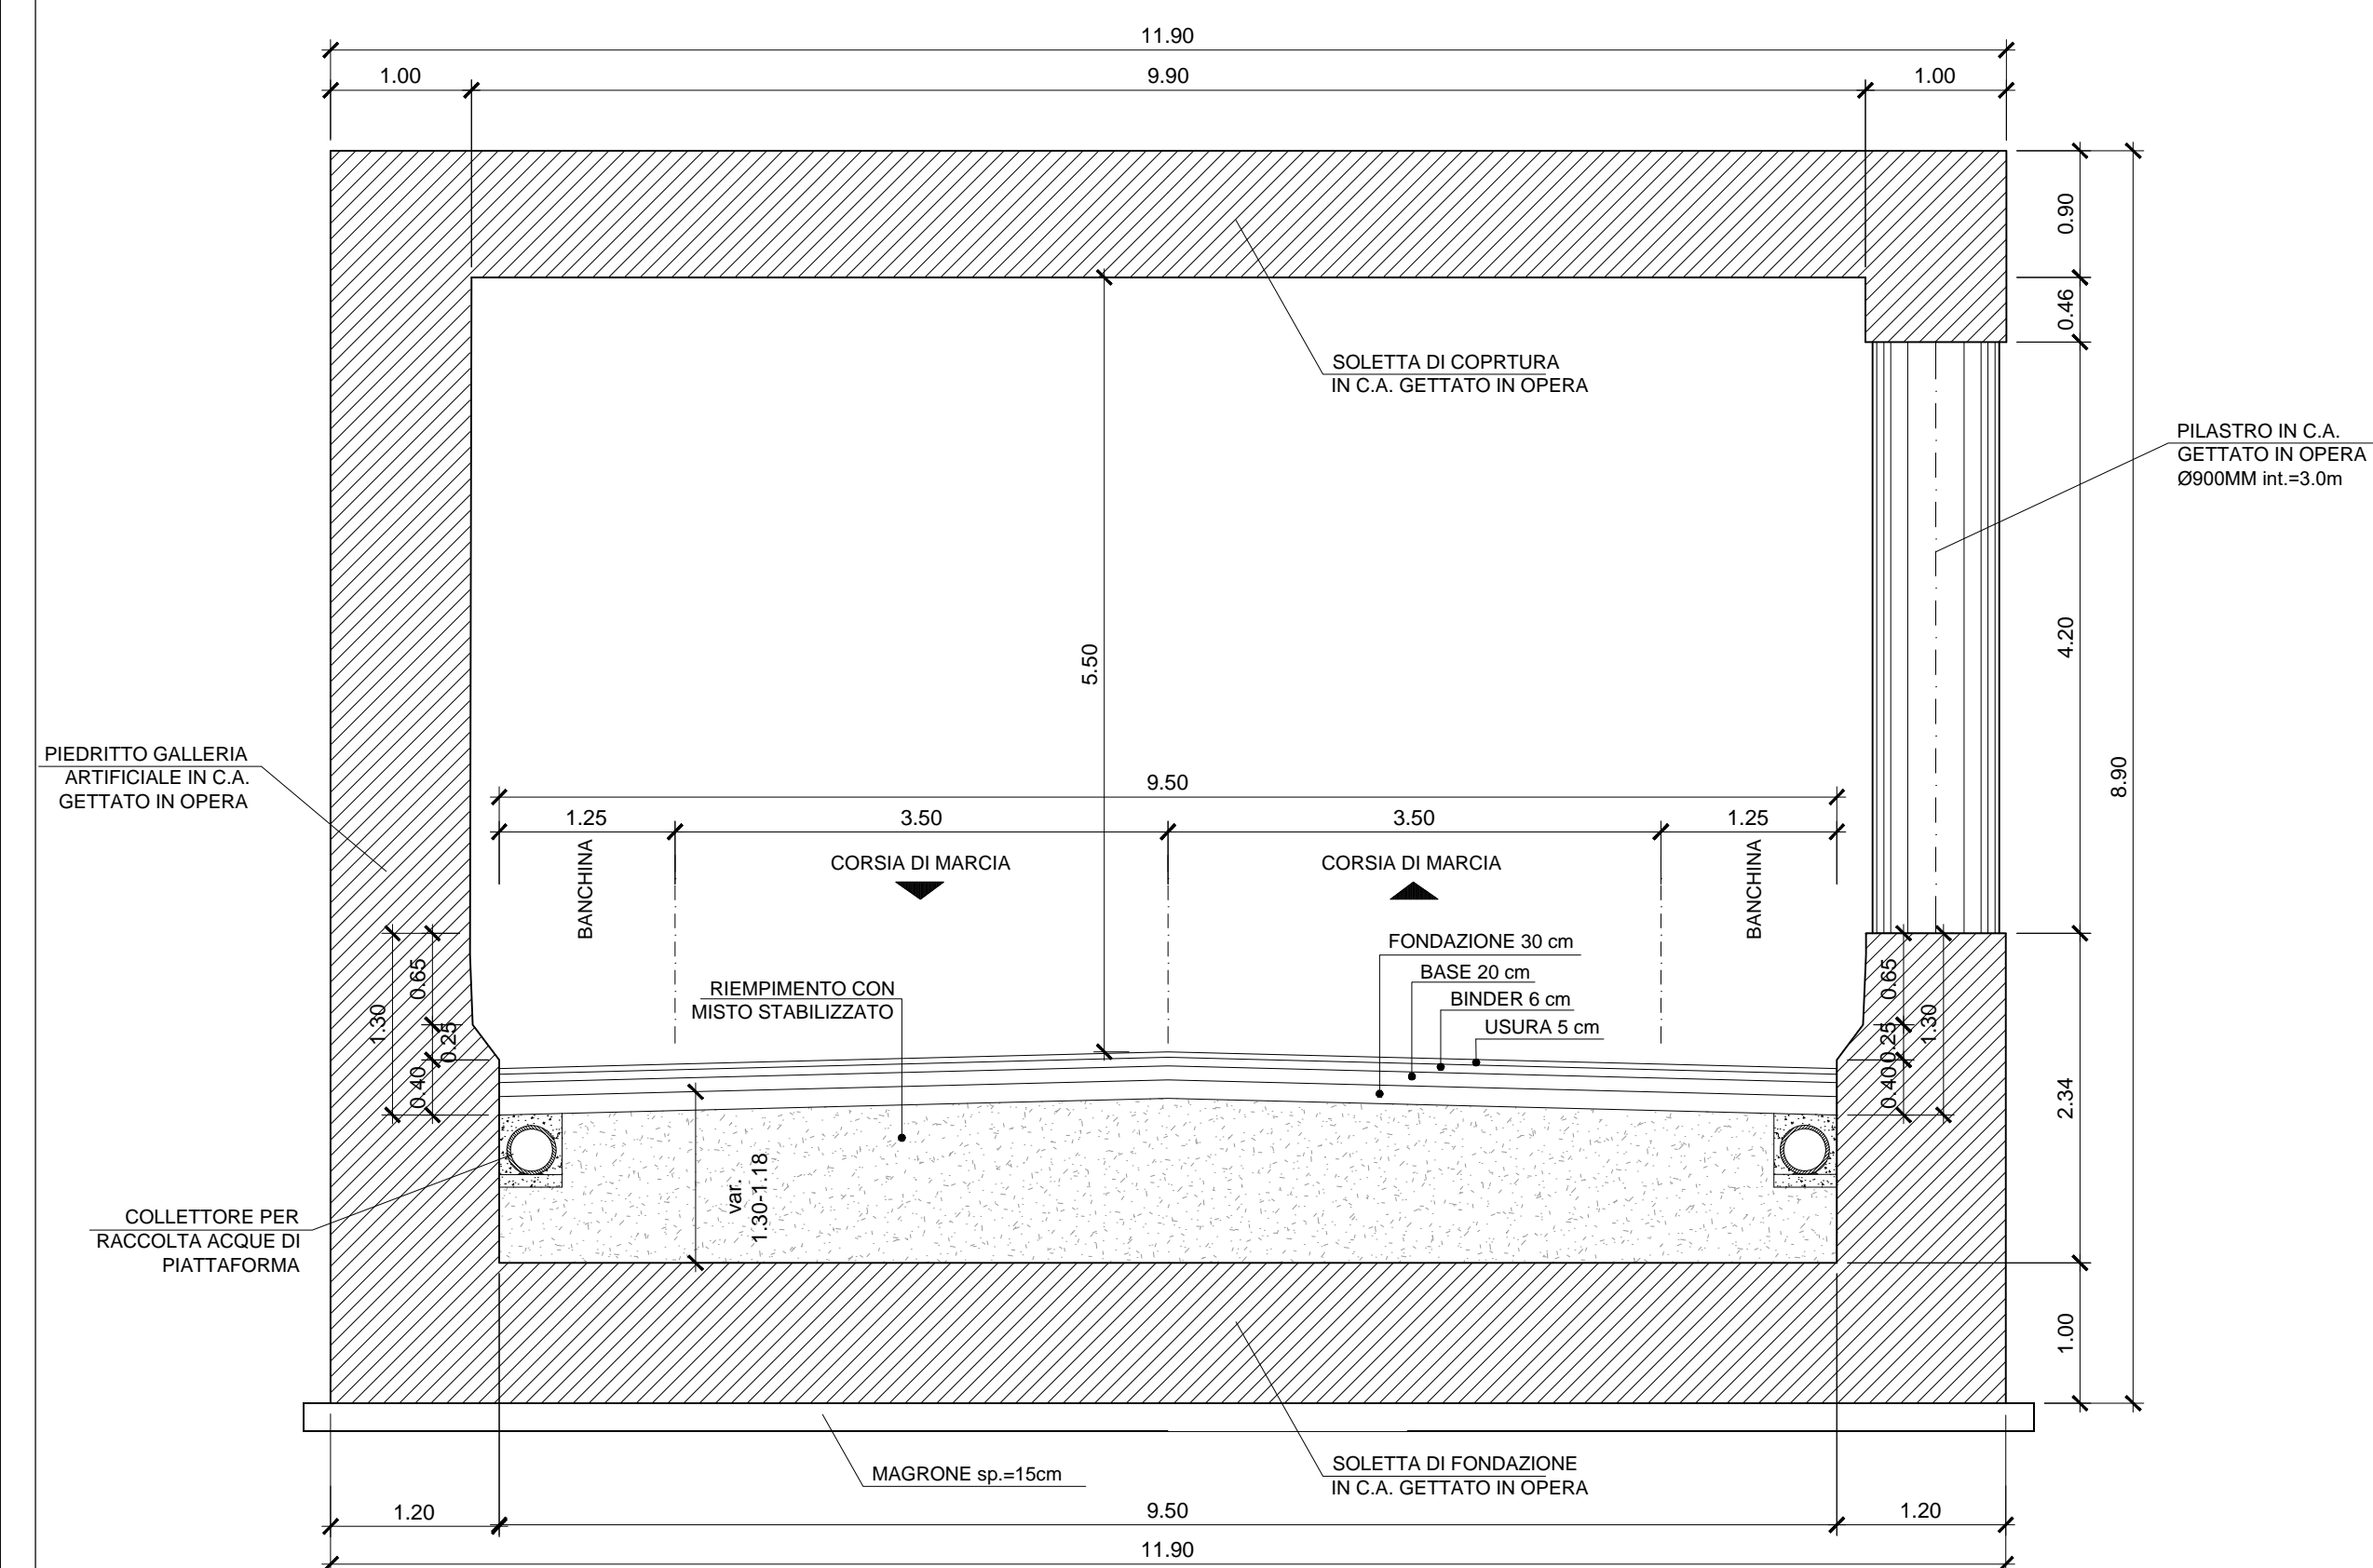 11.90
1.00
9.90
1.00
0.90
0.46
SOLETTA DI COPRTURA
IN C.A. GETTATO IN OPERA
PILASTRO IN C.A.
GETTATO IN OPERA
Ø900MM int.=3.0m
4.20
5.50
8.90
PIEDRITTO GALLERIA
ARTIFICIALE IN C.A.
GETTATO IN OPERA
9.50
1.25
3.50
3.50
1.25
BANCHINA
CORSIA DI MARCIA
CORSIA DI MARCIA
BANCHINA
FONDAZIONE 30 cm
BASE 20 cm
BINDER 6 cm
USURA 5 cm
RIEMPIMENTO CON
MISTO STABILIZZATO
1.30
0.65
0.25
0.40
0.65
0.25
0.40
1.30
2.34
var.
1.30-1.18
COLLETTORE PER
RACCOLTA ACQUE DI
PIATTAFORMA
1.00
MAGRONE sp.=15cm
SOLETTA DI FONDAZIONE
IN C.A. GETTATO IN OPERA
1.20
9.50
1.20
11.90